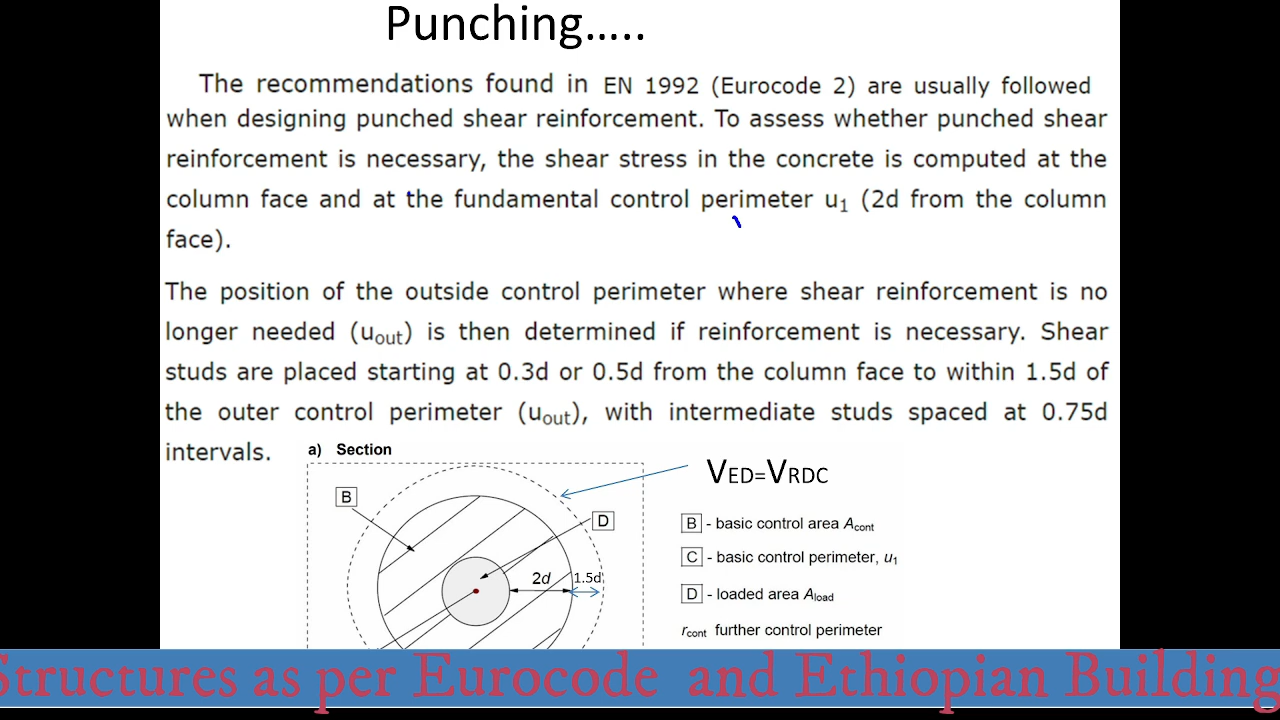 Punching.....
The recommendations found in EN 1992 (Eurocode 2) are usually followed
when designing punched shear reinforcement. To assess whether punched shear
reinforcement is necessary, the shear stress in the concrete is computed at the
column face and at the fundamental control perimeter u1 (2d from the column
face).
The position of the outside control perimeter where shear reinforcement is no
longer needed (uout) is then determined if reinforcement is necessary. Shear
studs are placed starting at 0.3d or 0.5d from the column face to within 1.5d of
the outer control perimeter (uout), with intermediate studs spaced at 0.75d
intervals.
a) Section
VED=VRDC
B
D
2d
1.5d
B - basic control area Acont
C - basic control perimeter, u1
D - loaded area Aload
rcont further control perimeter
Structures as per Eurocode and Ethiopian Building